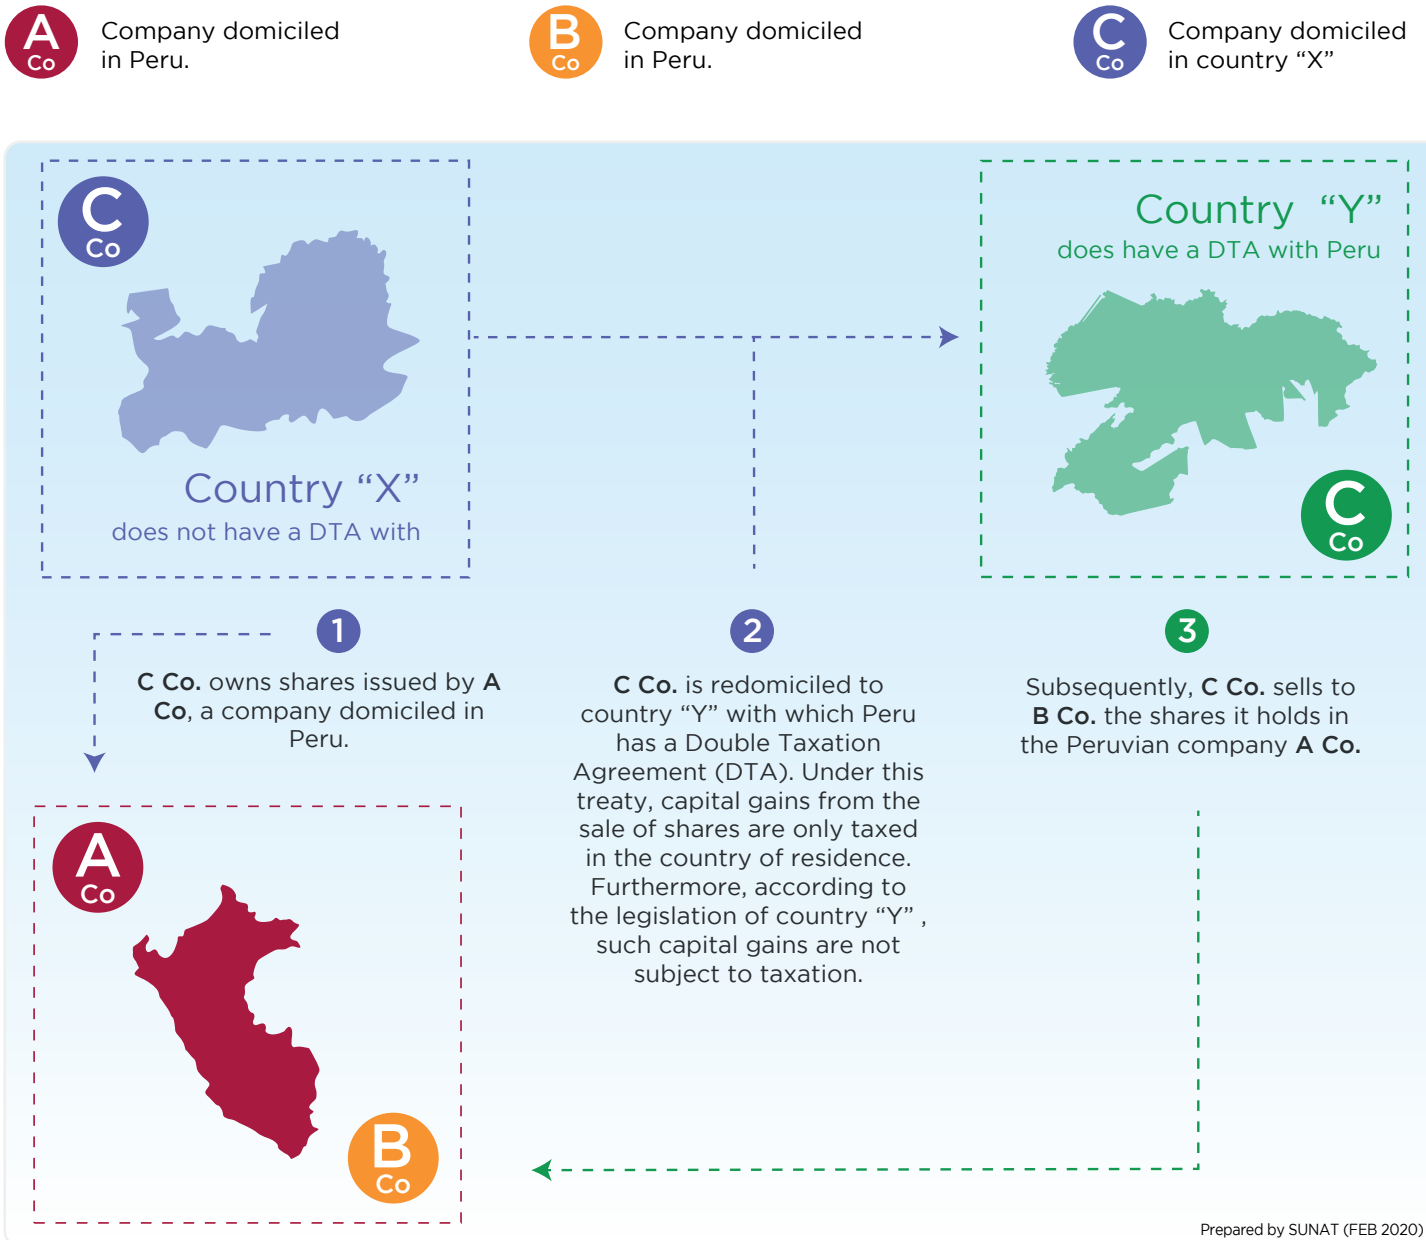 A
Co
Company domiciled
in Peru.
B
Co
Company domiciled
in Peru.
C
Co
Company domiciled
in country “X”
C
Co
Country “X”
does not have a DTA with
Country “Y”
does have a DTA with Peru
C
Co
1
C Co. owns shares issued by A
Co, a company domiciled in
Peru.
2
C Co. is redomiciled to
country “Y” with which Peru
has a Double Taxation
Agreement (DTA). Under this
treaty, capital gains from the
sale of shares are only taxed
in the country of residence.
Furthermore, according to
the legislation of country “Y” ,
such capital gains are not
subject to taxation.
3
Subsequently, C Co. sells to
B Co. the shares it holds in
the Peruvian company A Co.
A
Co
B
Co
Prepared by SUNAT (FEB 2020)